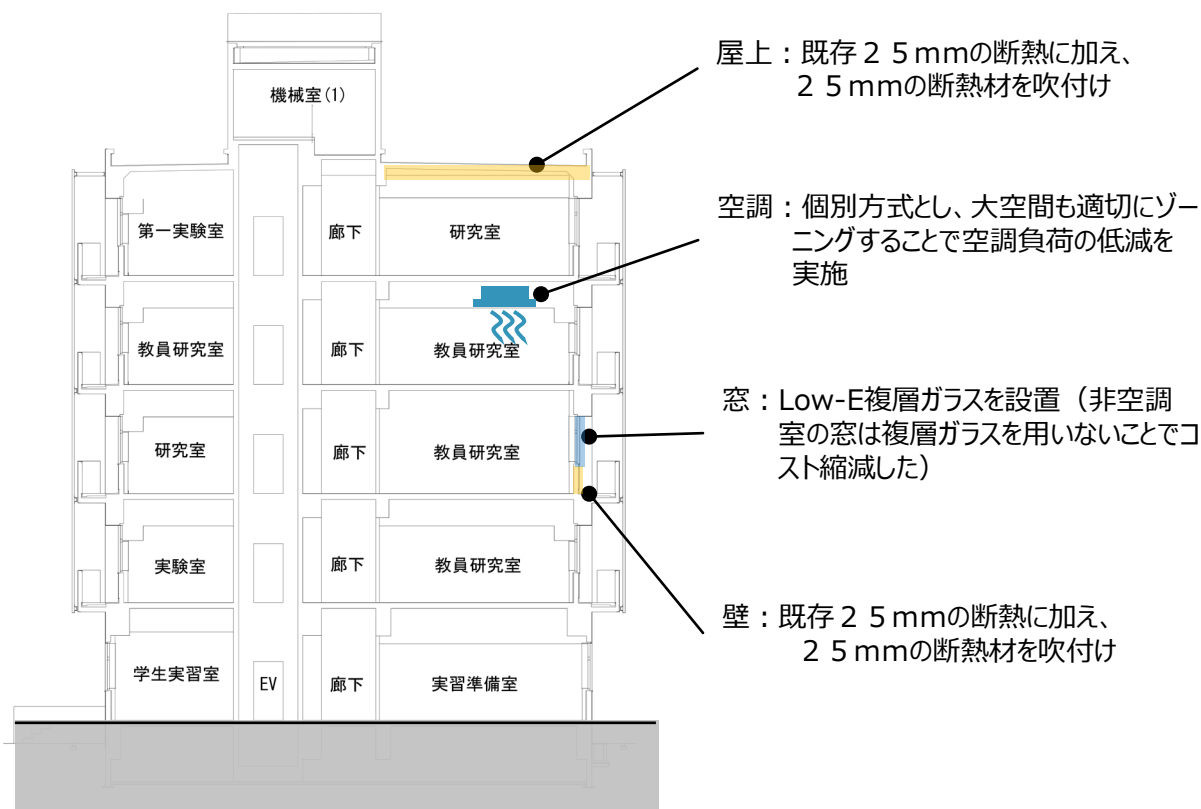 機械室(1)
屋上：既存２５mmの断熱に加え、
２５mmの断熱材を吹付け
第一実験室
廊下
研究室
空調：個別方式とし、大空間も適切にゾー
ニングすることで空調負荷の低減を
実施
教員研究室
廊下
教員研究室
窓：Low-E複層ガラスを設置（非空調
室の窓は複層ガラスを用いないことでコ
スト縮減した）
研究室
廊下
教員研究室
実験室
廊下
教員研究室
壁：既存２５mmの断熱に加え、
２５mmの断熱材を吹付け
学生実習室
EV
廊下
実習準備室